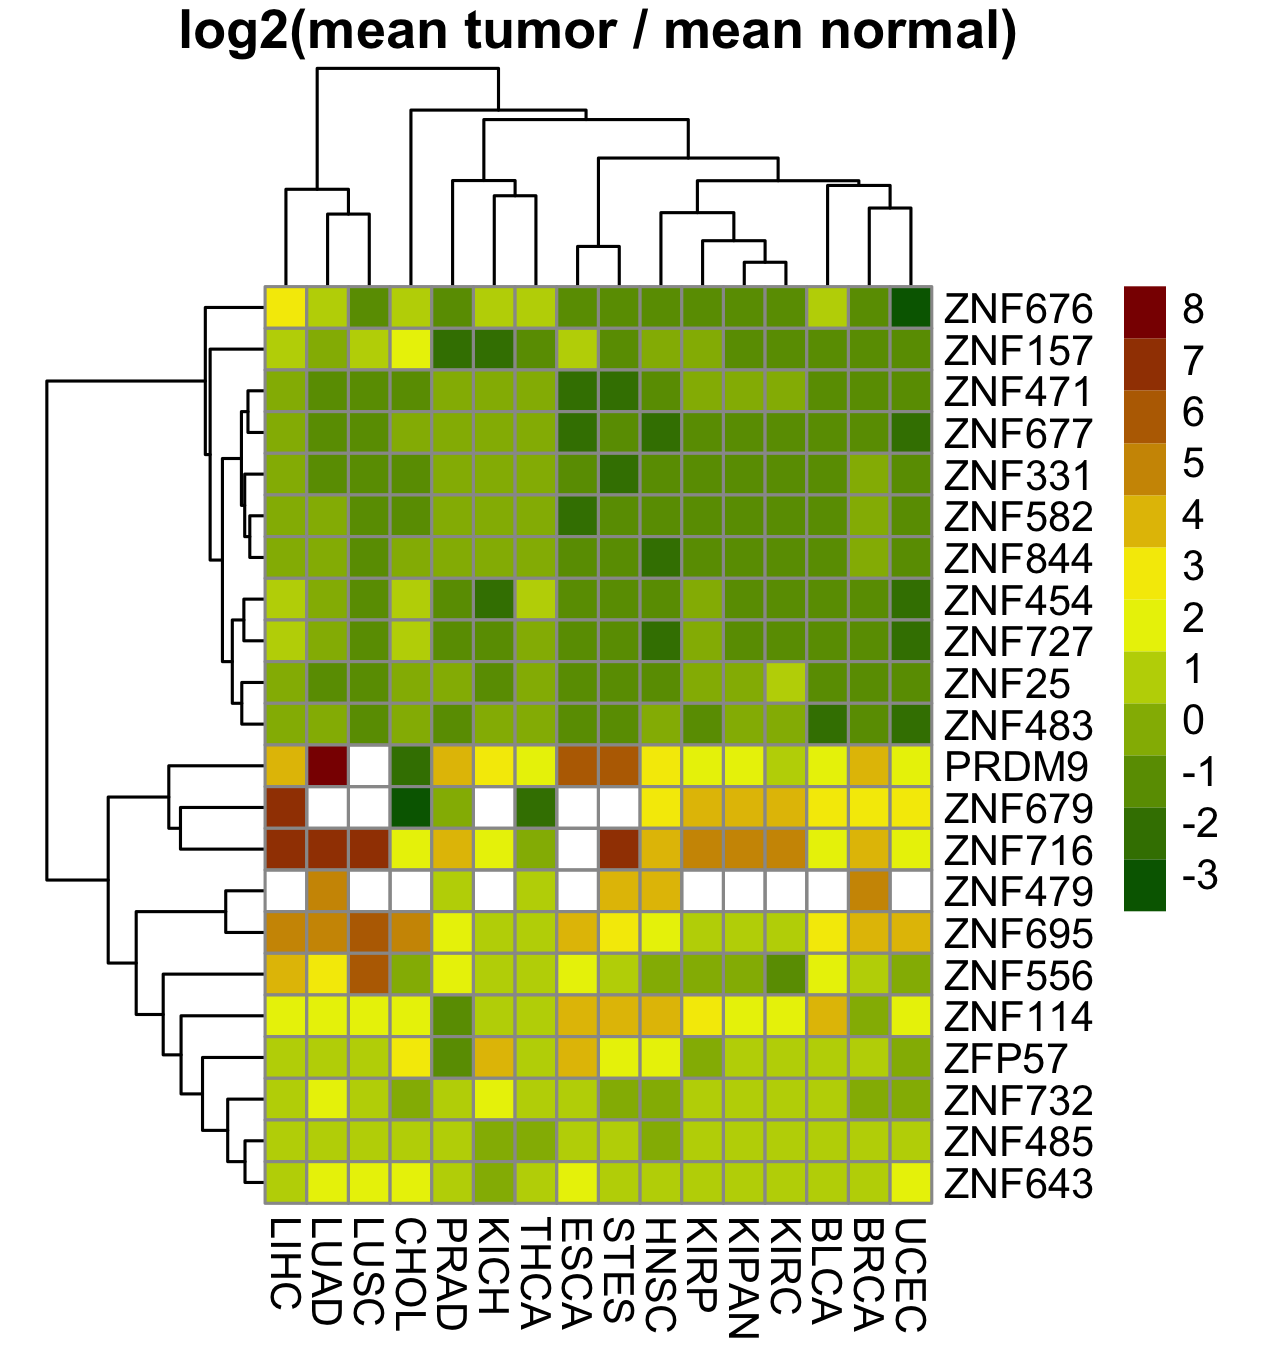 log2(mean tumor / mean normal)
ZNF676
ZNF157
ZNF471
ZNF677
ZNF331
ZNF582
ZNF844
ZNF454
ZNF727
ZNF25
ZNF483
PRDM9
ZNF679
ZNF716
ZNF479
ZNF695
ZNF556
ZNF114
ZFP57
ZNF732
ZNF485
ZNF643
8
7
6
5
4
3
2
1
0
-1
-2
-3
LIHC
LUAD
LUSC
CHOL
PRAD
KICH
THCA
ESCA
STES
HNSC
KIRP
KIPAN
KIRC
BLCA
BRCA
UCEC